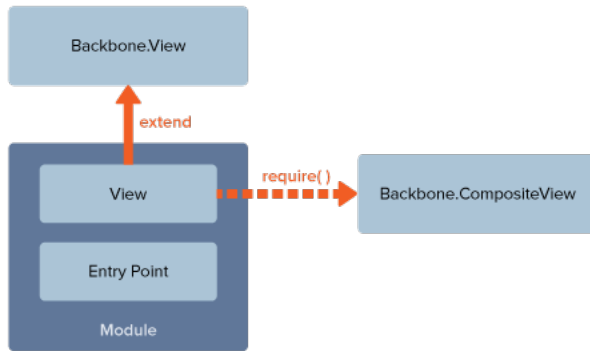 Backbone.View
extend
View
require( )
Backbone.CompositeView
Entry Point
Module